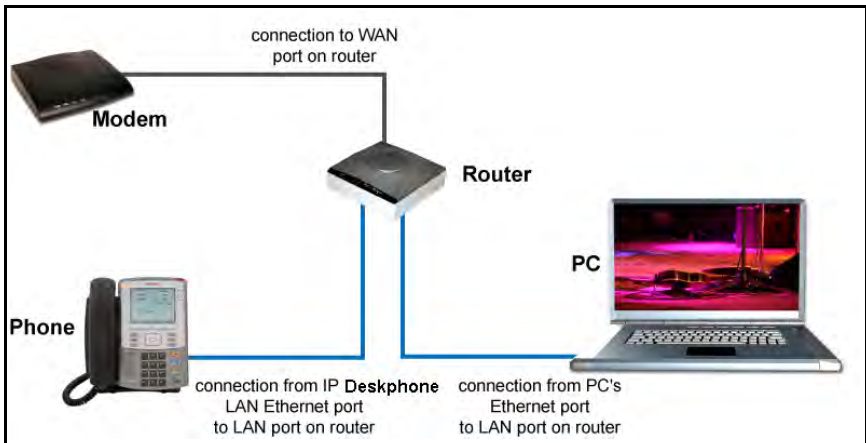 connection to WAN
port on router
Modem
Router
PC
Phone
connection from IP Deskphone
LAN Ethernet port
to LAN port on router
connection from PC's
Ethernet port
to LAN port on router